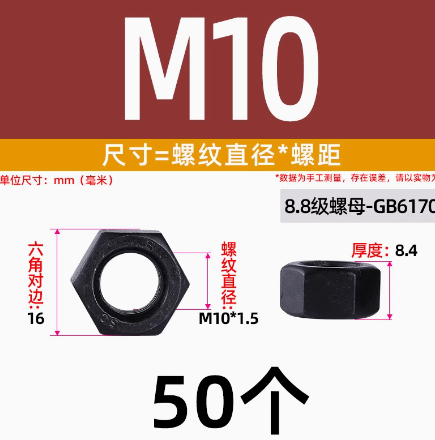 M10
尺寸=螺纹直径*螺距
单位尺寸：mm（毫米）
*数据为手工测量，存在误差，请以实物为
8.8级螺母-GB6170
六角对边:
16
螺纹直径:
M10*1.5
厚度：8.4
50个